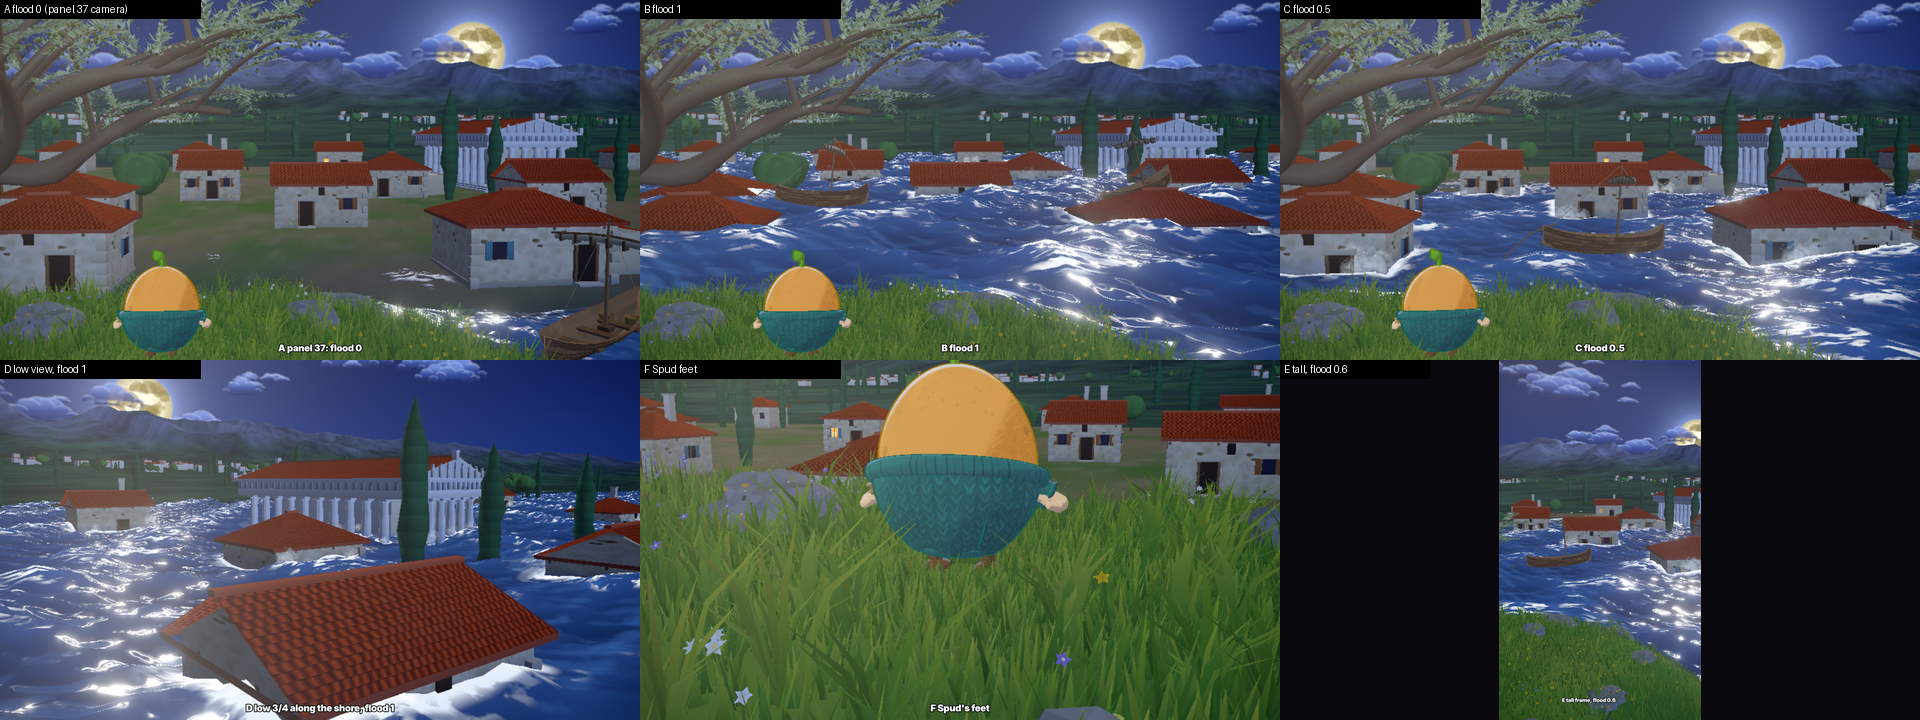 A flood 0 (panel 37 camera)
B flood 1
C flood 0.5
A panel 37: flood 0
B flood 1
C flood 0.5
D low view, flood 1
F Spud feet
E tall, flood 0.6
D low 3/4 along the shore, flood 1
F Spud's feet
E tall frame, flood 0.6